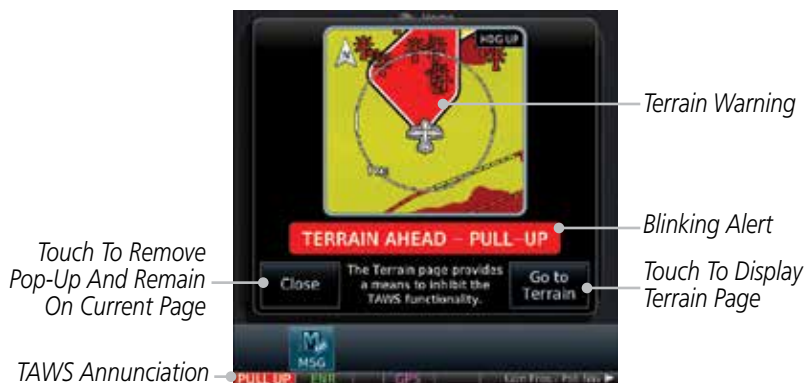 Home
HDG UP
N
Terrain Warning
TERRAIN AHEAD – PULL-UP
Blinking Alert
Touch To Remove
Pop-Up And Remain
On Current Page
Close
The Terrain page provides
a means to inhibit the
TAWS functionality.
Go to
Terrain
Touch To Display
Terrain Page
MSG
TAWS Annunciation
PULL UP
ENR
GPS